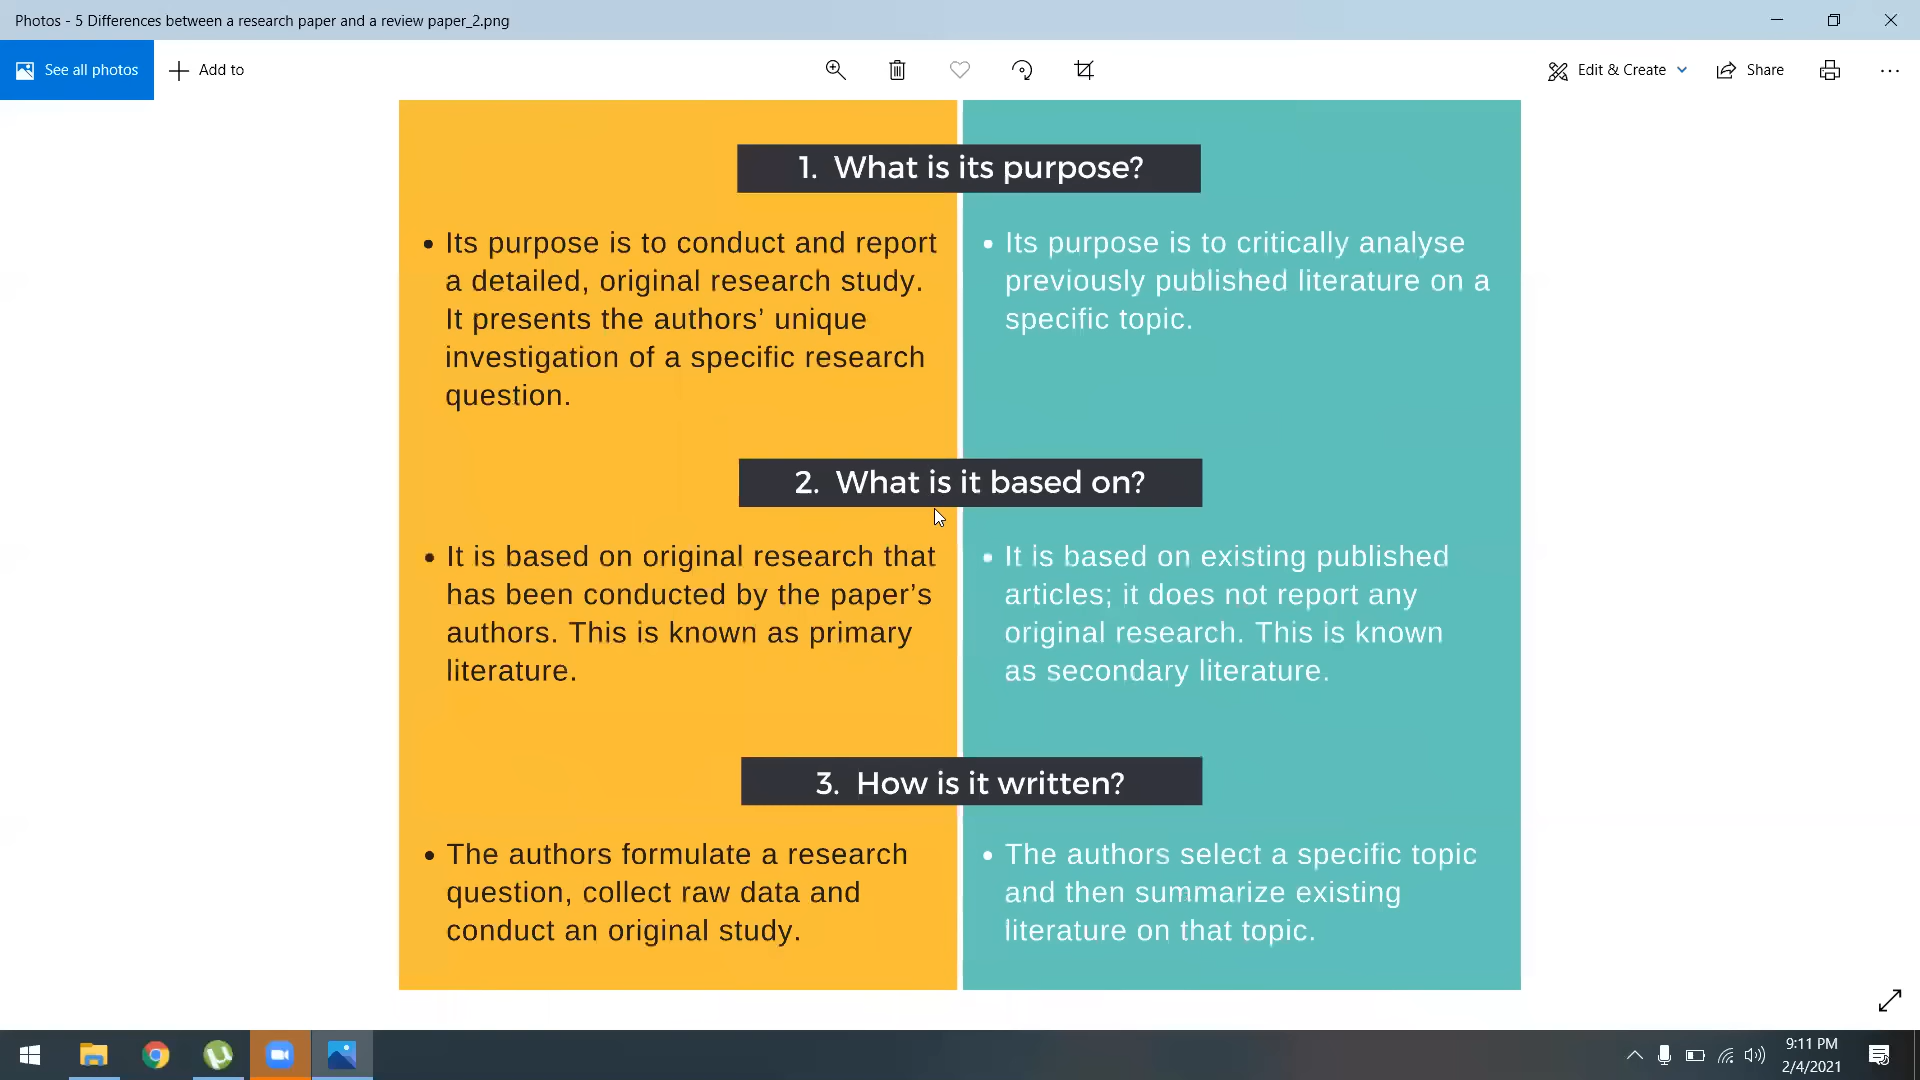 Photos - 5 Differences between a research paper and a review paper_2.png
See all photos
Add to
Edit & Create
Share
1. What is its purpose?
• Its purpose is to conduct and report
a detailed, original research study.
It presents the authors’ unique
investigation of a specific research
question.
• Its purpose is to critically analyse
previously published literature on a
specific topic.
2. What is it based on?
• It is based on original research that
has been conducted by the paper’s
authors. This is known as primary
literature.
• It is based on existing published
articles; it does not report any
original research. This is known
as secondary literature.
3. How is it written?
• The authors formulate a research
question, collect raw data and
conduct an original study.
• The authors select a specific topic
and then summarize existing
literature on that topic.
9:11 PM
2/4/2021